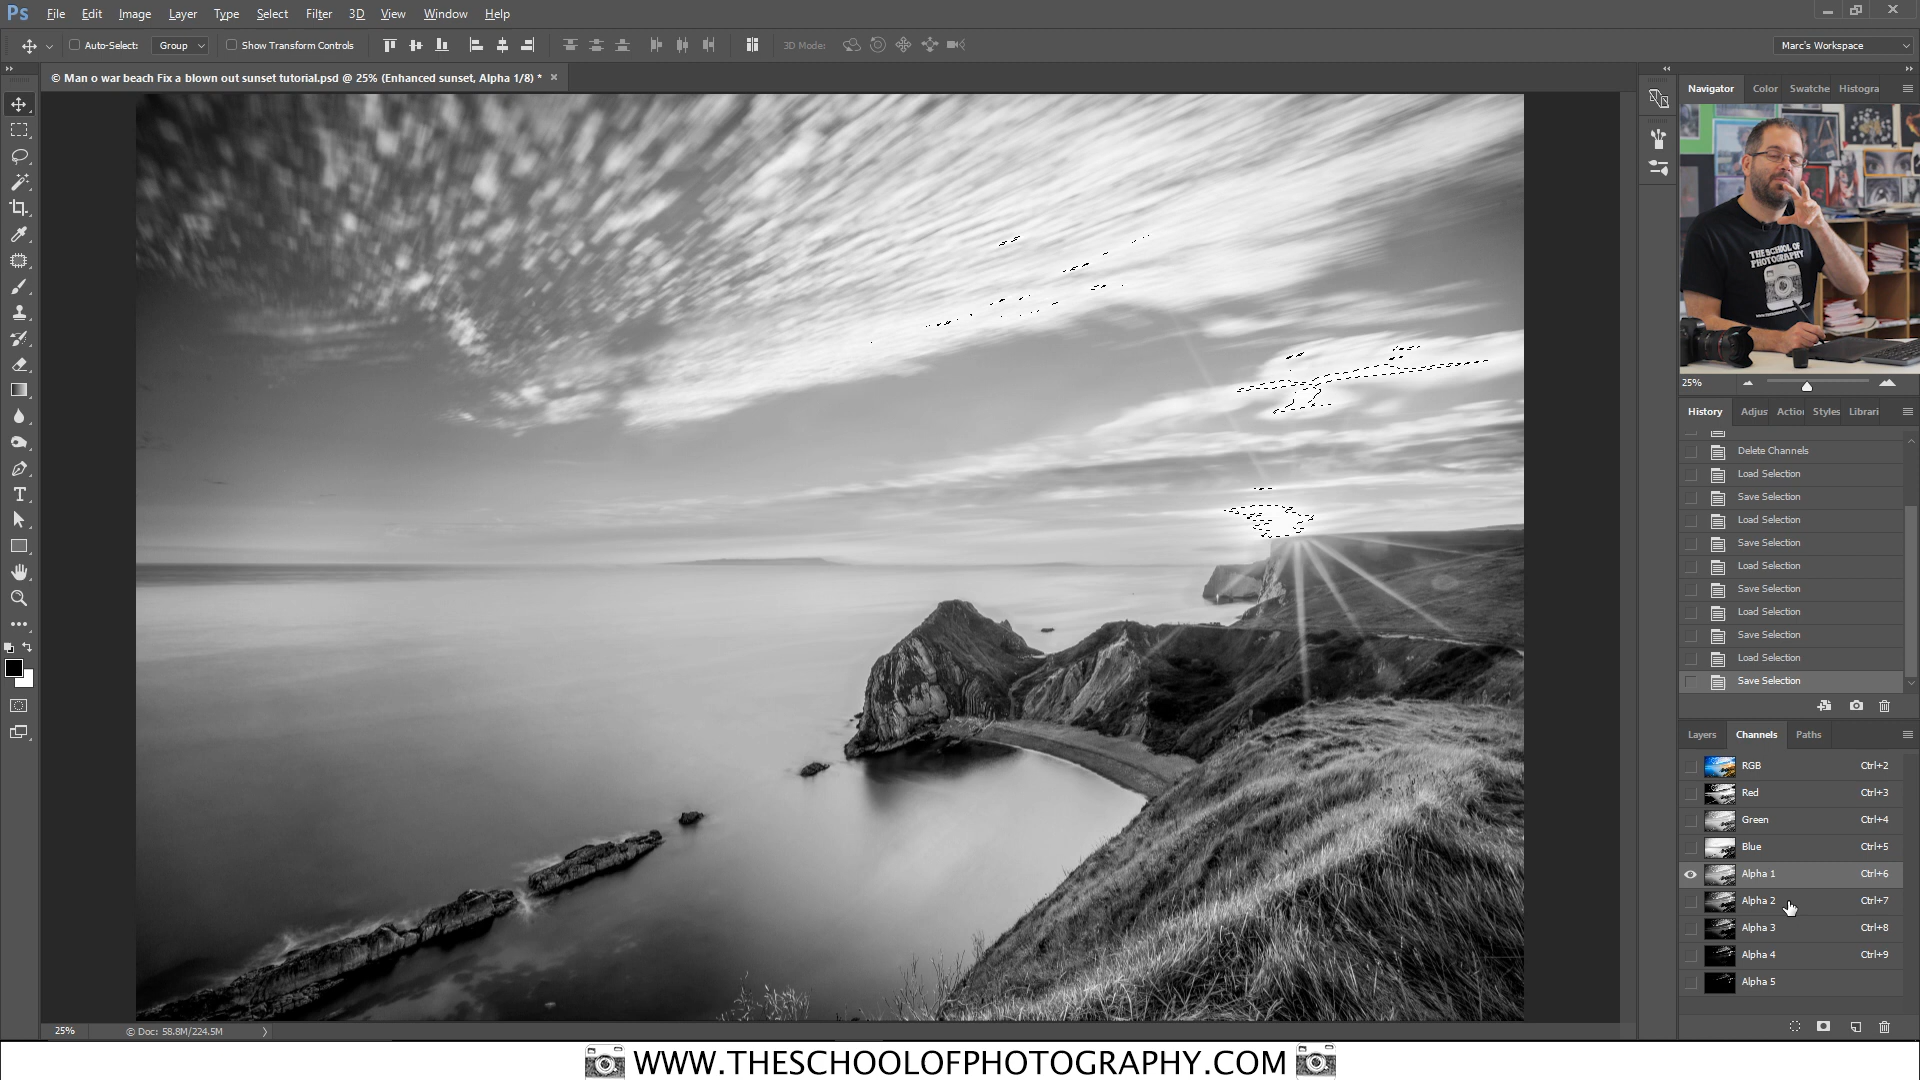 Ps File Edit Image Layer Type Select Filter 3D View Window Help
Auto-Select: Group Show Transform Controls 3D Mode: Marc's Workspace
© Man o war beach Fix a blown out sunset tutorial.psd @ 25% (Enhanced sunset, Alpha 1/8) *
Navigator Color Swatche Histogra
THE SCHOOL OF
PHOTOGRAPHY
25%
History Adjus Action Styles Librari
Delete Channels
Load Selection
Save Selection
Load Selection
Save Selection
Load Selection
Save Selection
Load Selection
Save Selection
Load Selection
Save Selection
Layers Channels Paths
RGB Ctrl+2
Red Ctrl+3
Green Ctrl+4
Blue Ctrl+5
Alpha 1 Ctrl+6
Alpha 2 Ctrl+7
Alpha 3 Ctrl+8
Alpha 4 Ctrl+9
Alpha 5
25% © Doc: 58.8M/224.5M
WWW.THESCHOOLOFPHOTOGRAPHY.COM